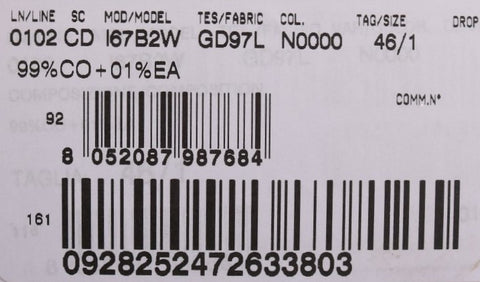 LN/LINE SC MOD/MODEL TES/FABRIC COL. TAG/SIZE DROP
0102 CD I67B2W GD97L N0000 46/1
99%CO+01%EA
COMM.N°
92
8 052087 987684
161
09282524726333803